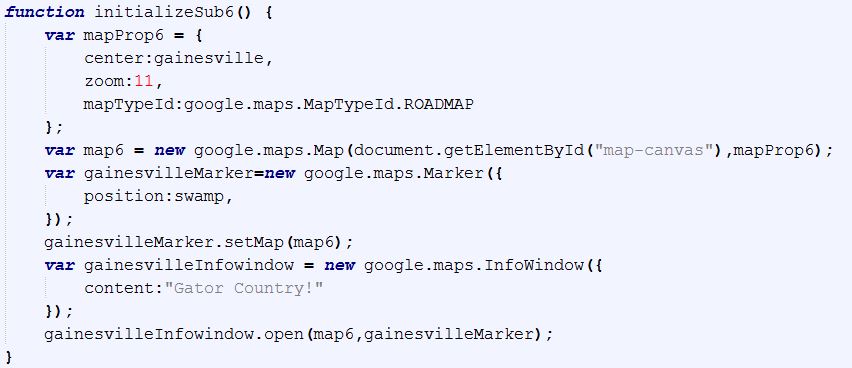 function initializeSub6() {
    var mapProp6 = {
        center:gainesville,
        zoom:11,
        mapTypeId:google.maps.MapTypeId.ROADMAP
    };
    var map6 = new google.maps.Map(document.getElementById("map-canvas"),mapProp6);
    var gainesvilleMarker=new google.maps.Marker({
        position:swamp,
    });
    gainesvilleMarker.setMap(map6);
    var gainesvilleInfowindow = new google.maps.InfoWindow({
        content:"Gator Country!"
    });
    gainesvilleInfowindow.open(map6,gainesvilleMarker);
}